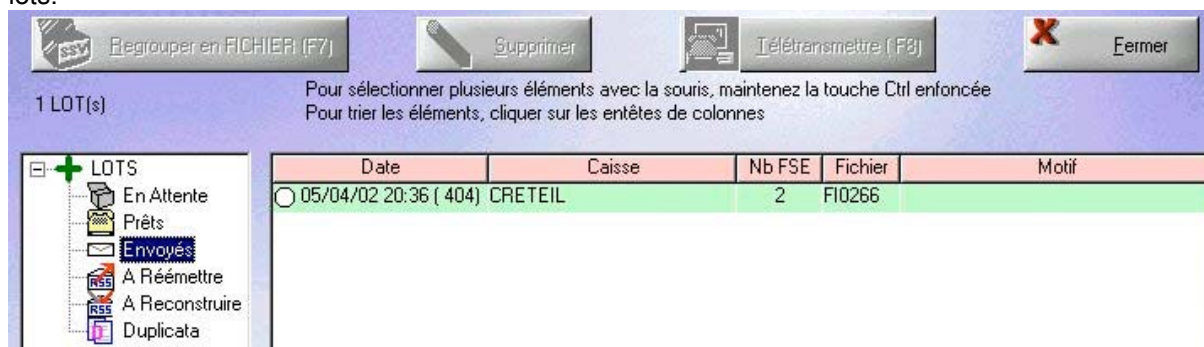 lots.
Regrouper en FICHIER (F7) Supprimer Télétransmettre ( F8) Fermer
1 LOT(s)
Pour sélectionner plusieurs éléments avec la souris, maintenez la touche Ctrl enfoncée
Pour trier les éléments, cliquer sur les entêtes de colonnes
LOTS
En Attente
Prêts
Envoyés
A Réémettre
A Reconstruire
Duplicata
Date Caisse Nb FSE Fichier Motif
05/04/02 20:36 ( 404) CRETEIL 2 FI0266